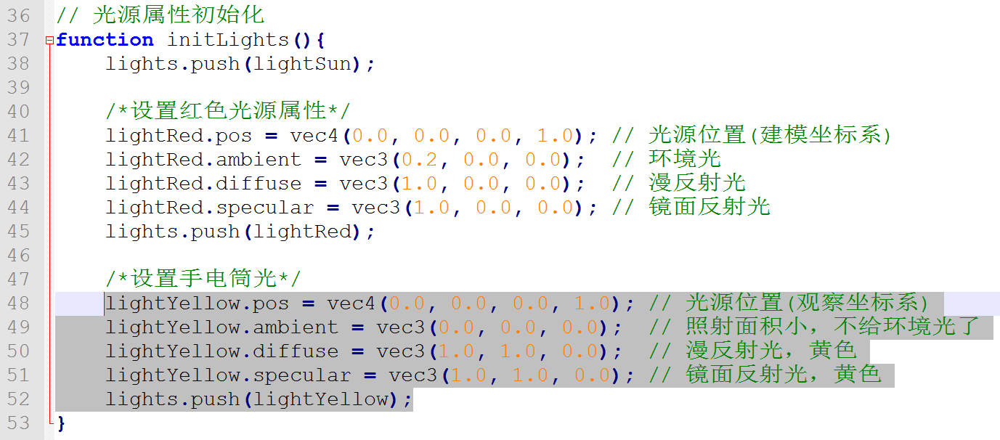 36 // 光源属性初始化
37 function initLights(){
38     lights.push(lightSun);
39
40     /*设置红色光源属性*/
41     lightRed.pos = vec4(0.0, 0.0, 0.0, 1.0); // 光源位置(建模坐标系)
42     lightRed.ambient = vec3(0.2, 0.0, 0.0);  // 环境光
43     lightRed.diffuse = vec3(1.0, 0.0, 0.0);  // 漫反射光
44     lightRed.specular = vec3(1.0, 0.0, 0.0); // 镜面反射光
45     lights.push(lightRed);
46
47     /*设置手电筒光*/
48     lightYellow.pos = vec4(0.0, 0.0, 0.0, 1.0); // 光源位置(观察坐标系)
49     lightYellow.ambient = vec3(0.0, 0.0, 0.0);  // 照射面积小，不给环境光了
50     lightYellow.diffuse = vec3(1.0, 1.0, 0.0);  // 漫反射光，黄色
51     lightYellow.specular = vec3(1.0, 1.0, 0.0); // 镜面反射光，黄色
52     lights.push(lightYellow);
53 }